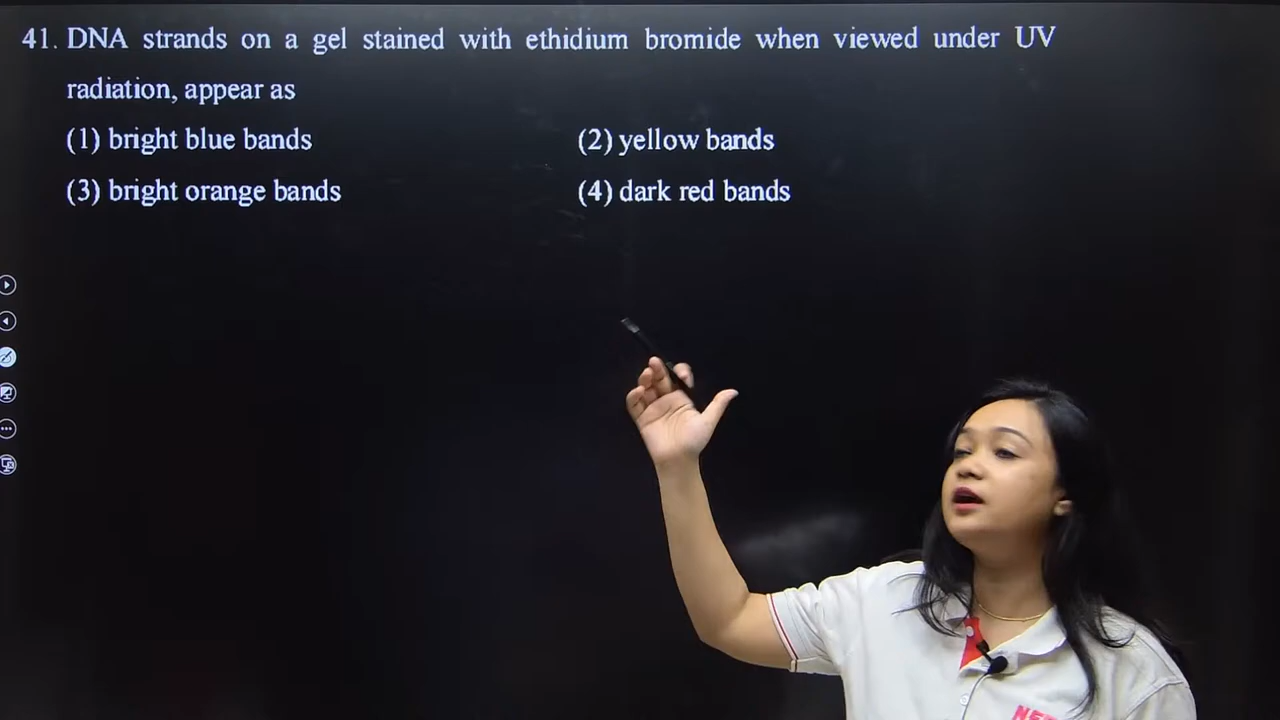 41. DNA strands on a gel stained with ethidium bromide when viewed under UV
radiation, appear as
(1) bright blue bands (2) yellow bands
(3) bright orange bands (4) dark red bands